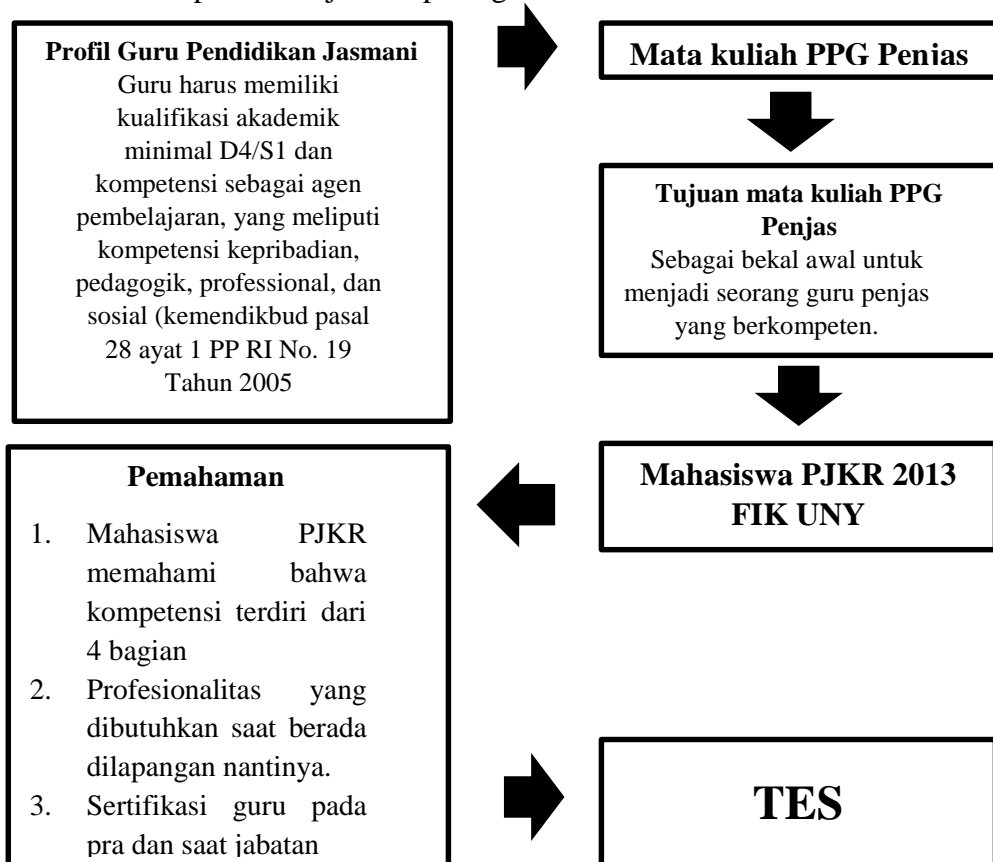 Profil Guru Pendidikan Jasmani
Guru harus memiliki
kualifikasi akademik
minimal D4/S1 dan
kompetensi sebagai agen
pembelajaran, yang meliputi
kompetensi kepribadian,
pedagogik, professional, dan
sosial (kemendikbud pasal
28 ayat 1 PP RI No. 19
Tahun 2005
Mata kuliah PPG Penjas
Tujuan mata kuliah PPG
Penjas
Sebagai bekal awal untuk
menjadi seorang guru penjas
yang berkompeten.
Mahasiswa PJKR 2013
FIK UNY
Pemahaman
1. Mahasiswa PJKR
memahami bahwa
kompetensi terdiri dari
4 bagian
2. Profesionalitas yang
dibutuhkan saat berada
dilapangan nantinya.
3. Sertifikasi guru pada
pra dan saat jabatan
TES